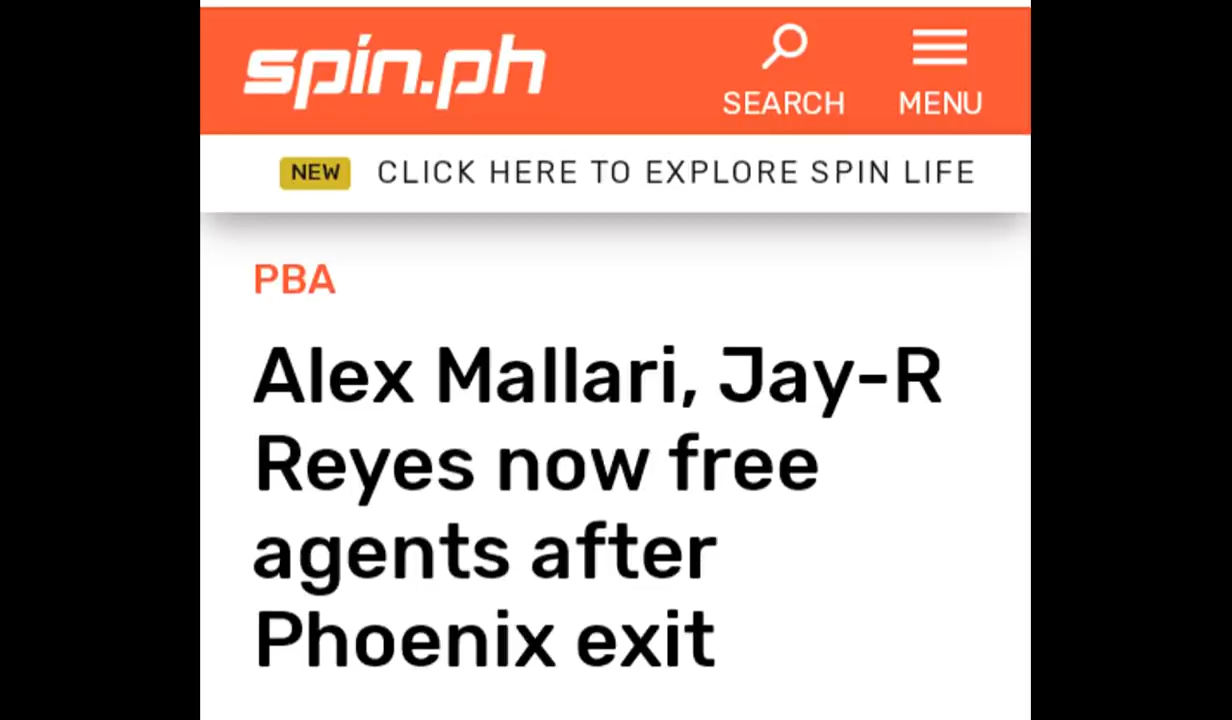 spin.ph
SEARCH
MENU
NEW CLICK HERE TO EXPLORE SPIN LIFE
PBA
Alex Mallari, Jay-R
Reyes now free
agents after
Phoenix exit